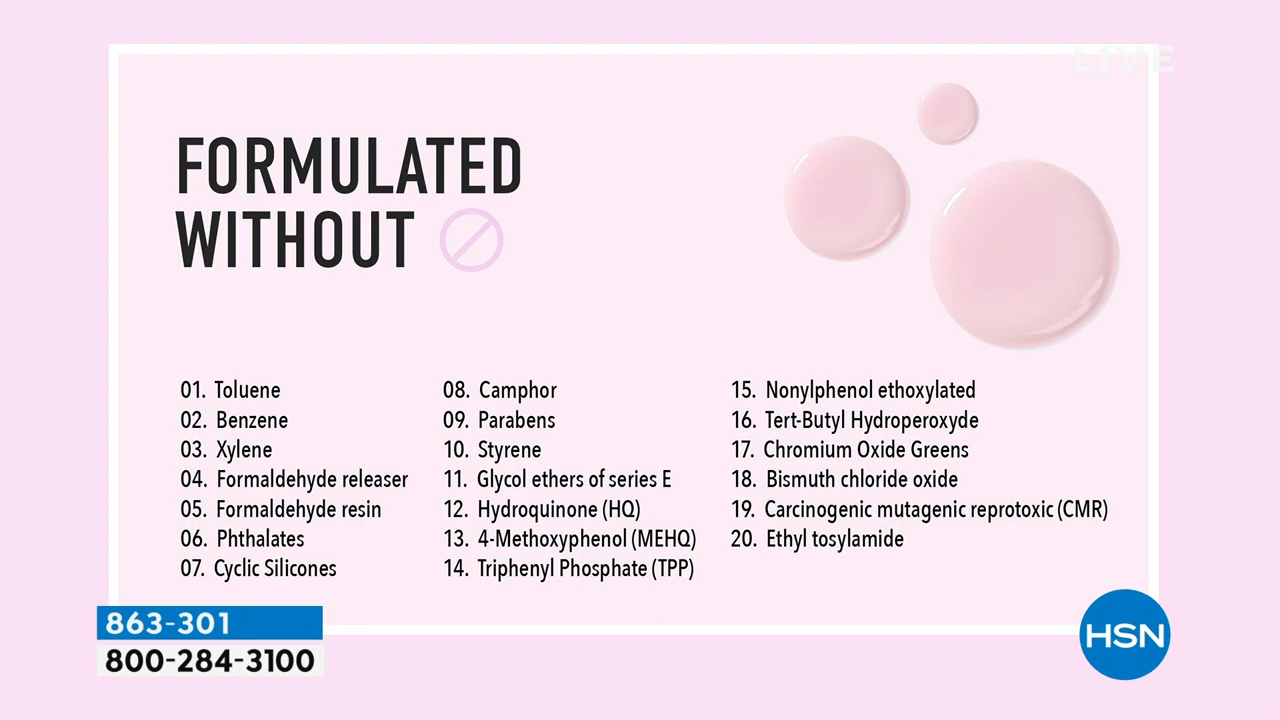 LIVE
FORMULATED
WITHOUT
01. Toluene
02. Benzene
03. Xylene
04. Formaldehyde releaser
05. Formaldehyde resin
06. Phthalates
07. Cyclic Silicones
08. Camphor
09. Parabens
10. Styrene
11. Glycol ethers of series E
12. Hydroquinone (HQ)
13. 4-Methoxyphenol (MEHQ)
14. Triphenyl Phosphate (TPP)
15. Nonylphenol ethoxylated
16. Tert-Butyl Hydroperoxyde
17. Chromium Oxide Greens
18. Bismuth chloride oxide
19. Carcinogenic mutagenic reprotoxic (CMR)
20. Ethyl tosylamide
863-301
800-284-3100
HSN